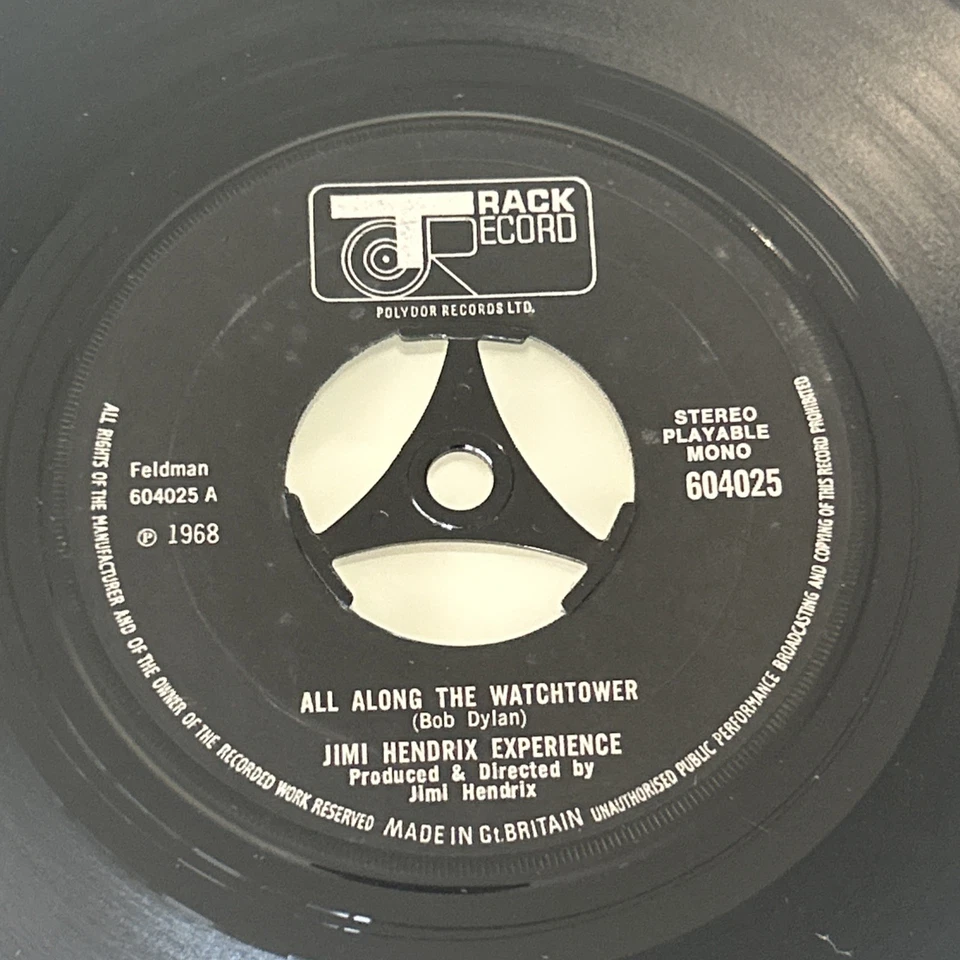 TRACK
RECORD
POLYDOR RECORDS LTD.
STEREO
PLAYABLE
MONO
604025
Feldman
604025 A
℗ 1968
ALL ALONG THE WATCHTOWER
(Bob Dylan)
JIMI HENDRIX EXPERIENCE
Produced & Directed by
Jimi Hendrix
ALL RIGHTS OF THE MANUFACTURER AND OF THE OWNER OF THE RECORDED WORK RESERVED MADE IN Gt.BRITAIN UNAUTHORISED PUBLIC PERFORMANCE BROADCASTING AND COPYING OF THIS RECORD PROHIBITED